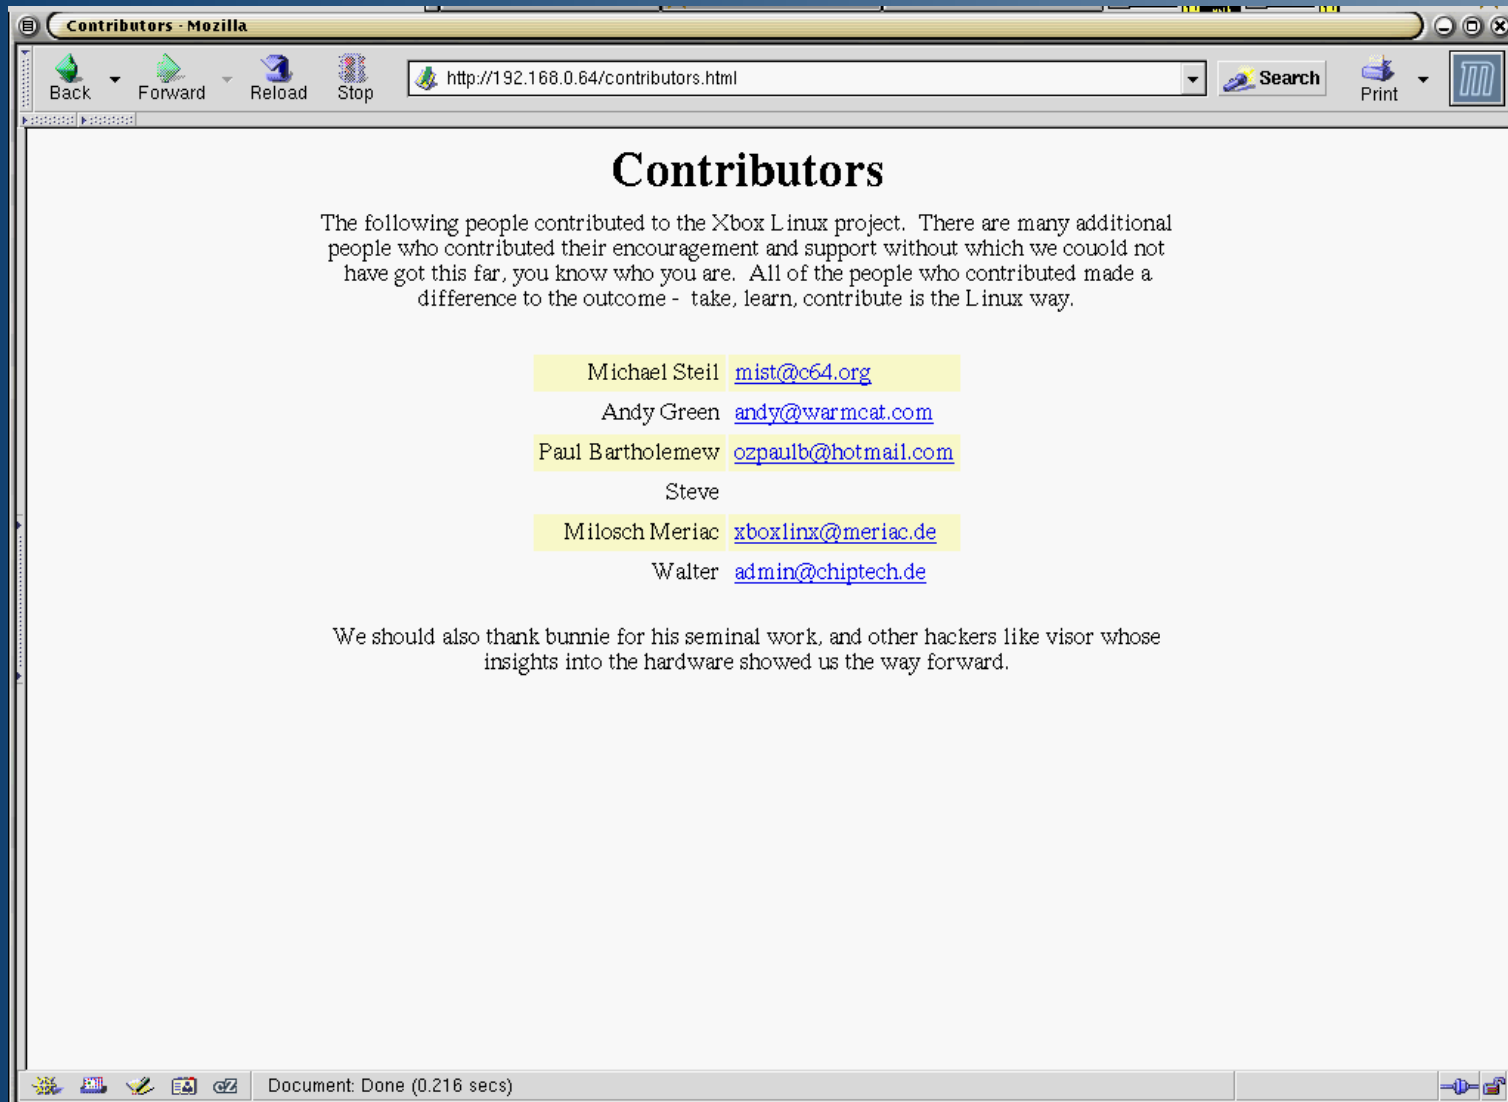 Contributors - Mozilla
Back Forward Reload Stop http://192.168.0.64/contributors.html Search Print
Contributors
The following people contributed to the Xbox Linux project. There are many additional
people who contributed their encouragement and support without which we couold not
have got this far, you know who you are. All of the people who contributed made a
difference to the outcome - take, learn, contribute is the Linux way.
Michael Steil mist@c64.org
Andy Green andy@warmcat.com
Paul Bartholemew ozpaulb@hotmail.com
Steve
Milosch Meriac xboxlinx@meriac.de
Walter admin@chiptech.de
We should also thank bunnie for his seminal work, and other hackers like visor whose
insights into the hardware showed us the way forward.
Document: Done (0.216 secs)